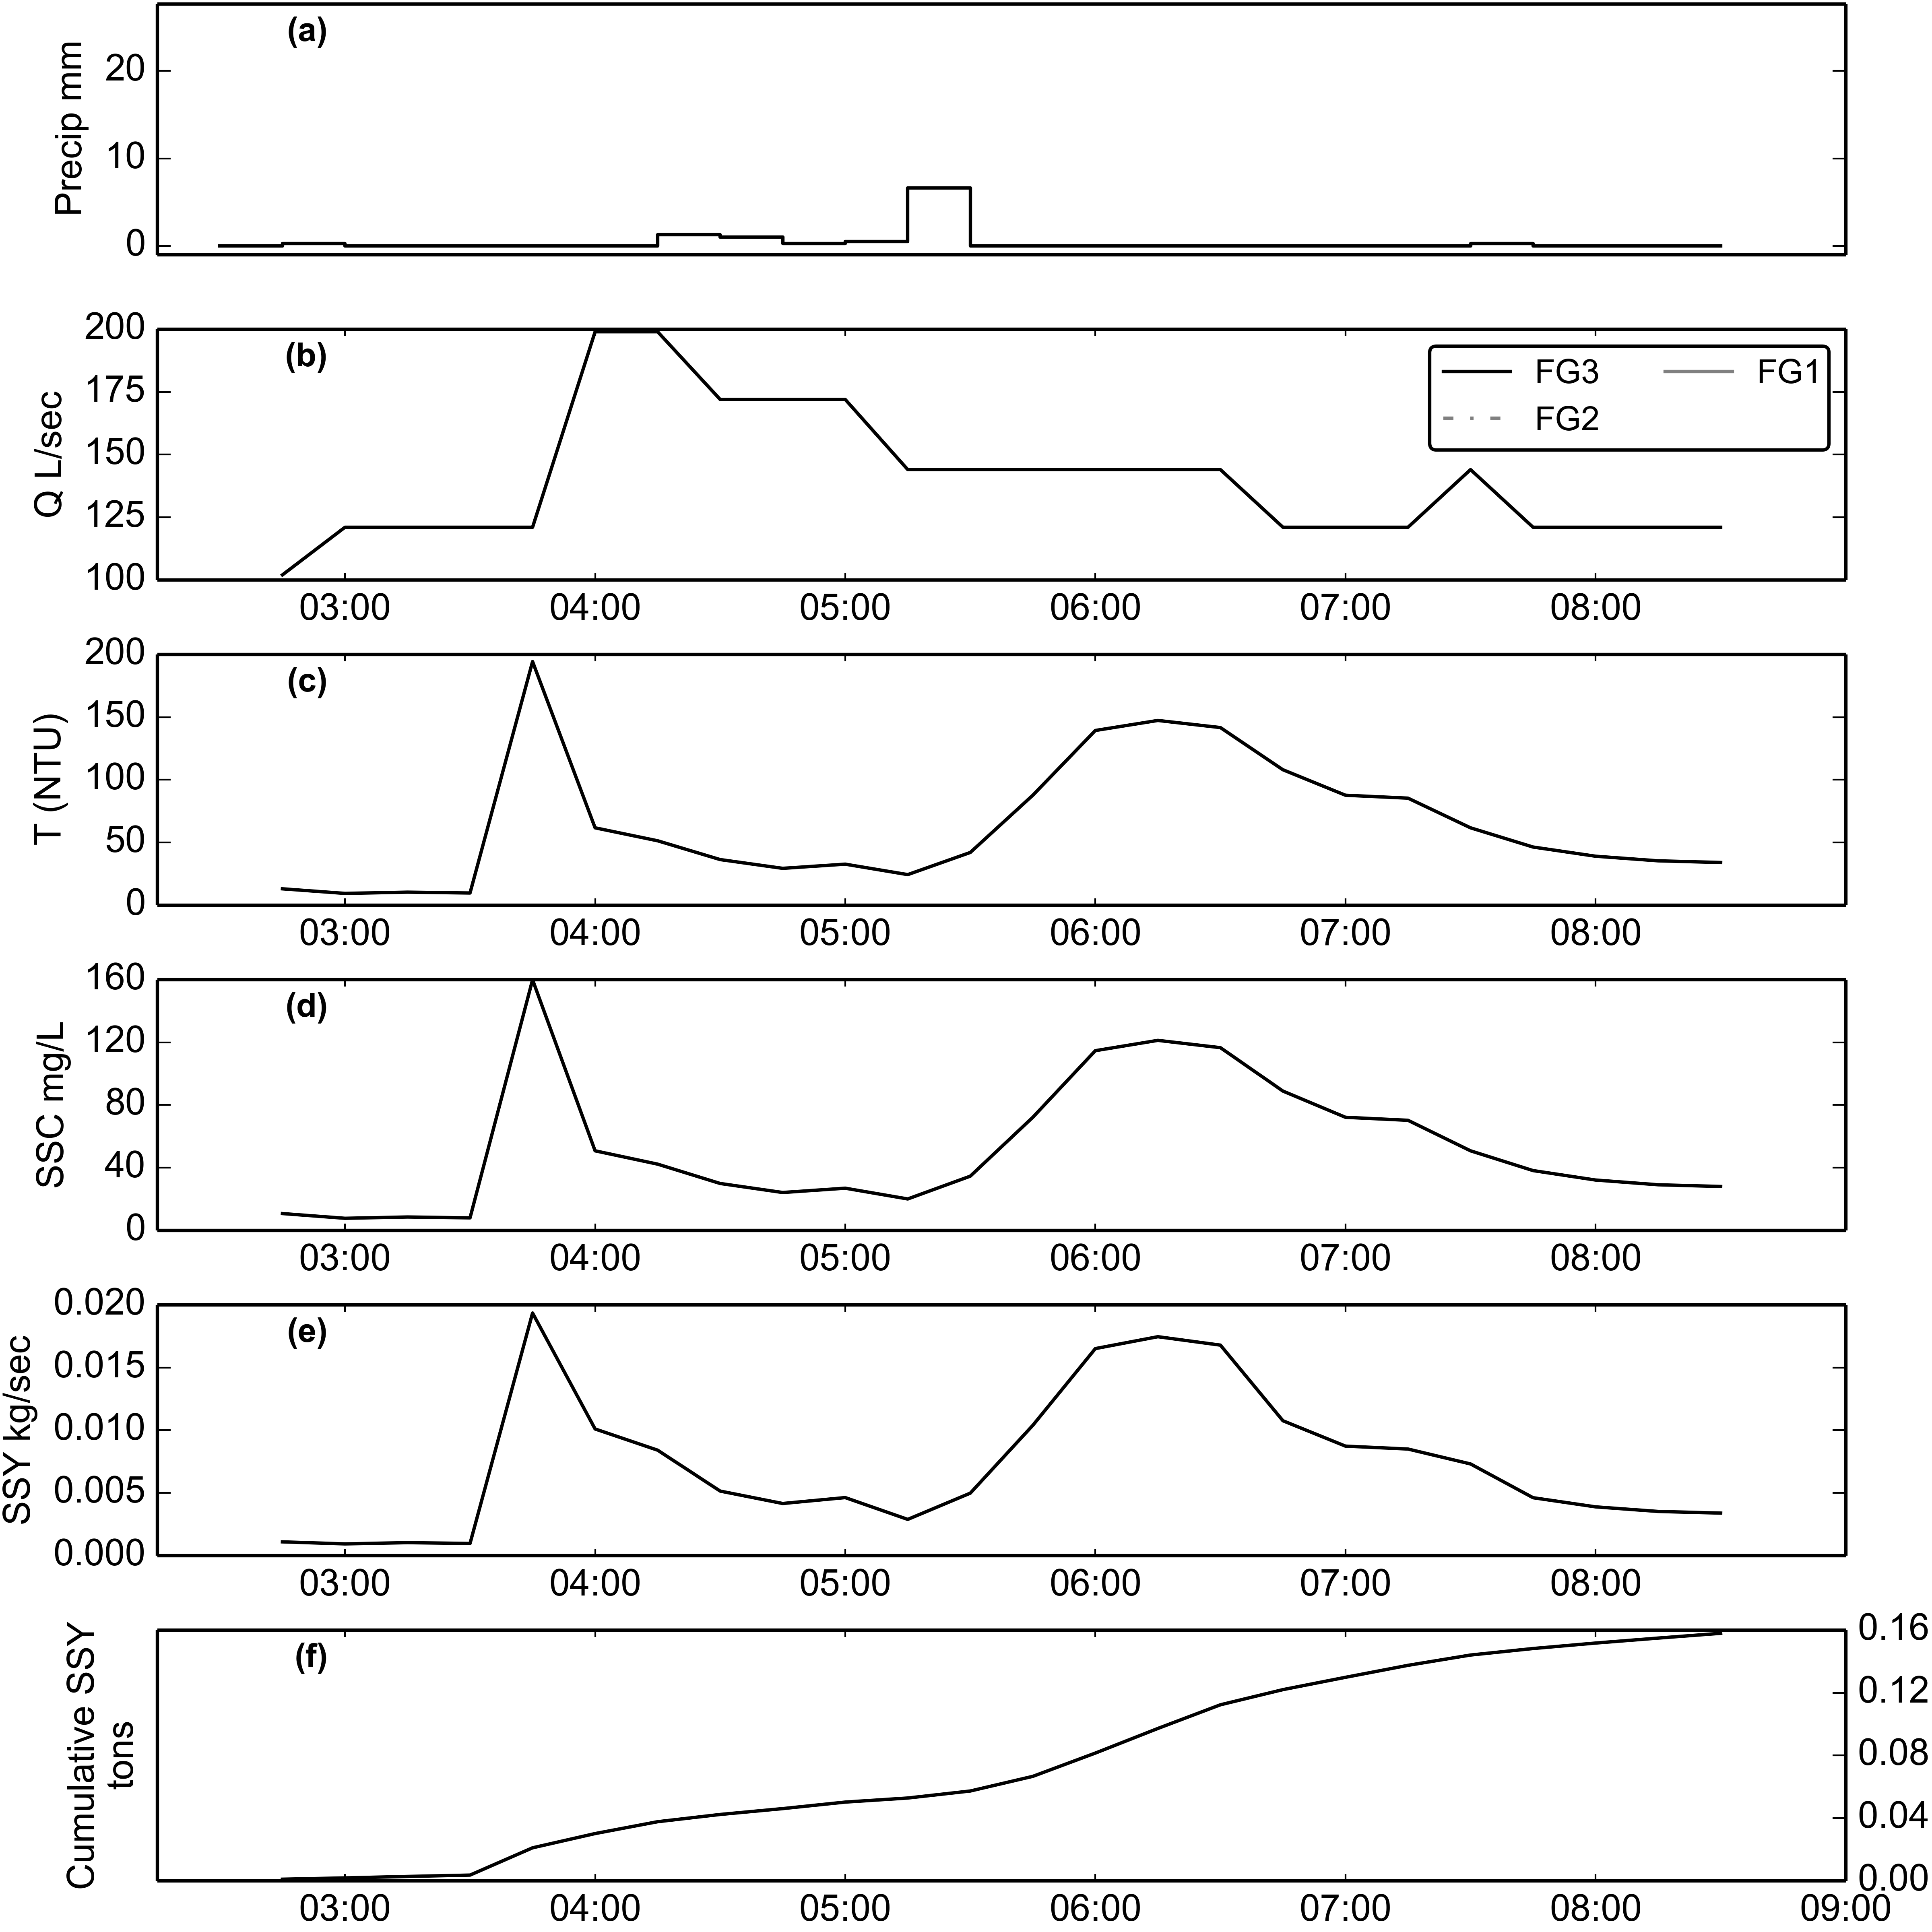 (a)
Precip mm
20
10
0
(b)
Q L/sec
200
175
150
125
100
FG3 FG1
FG2
03:00 04:00 05:00 06:00 07:00 08:00
(c)
T (NTU)
200
150
100
50
0
03:00 04:00 05:00 06:00 07:00 08:00
(d)
SSC mg/L
160
120
80
40
0
03:00 04:00 05:00 06:00 07:00 08:00
(e)
SSY kg/sec
0.020
0.015
0.010
0.005
0.000
03:00 04:00 05:00 06:00 07:00 08:00
(f)
Cumulative SSY
tons
0.16
0.12
0.08
0.04
0.00
03:00 04:00 05:00 06:00 07:00 08:00 09:00